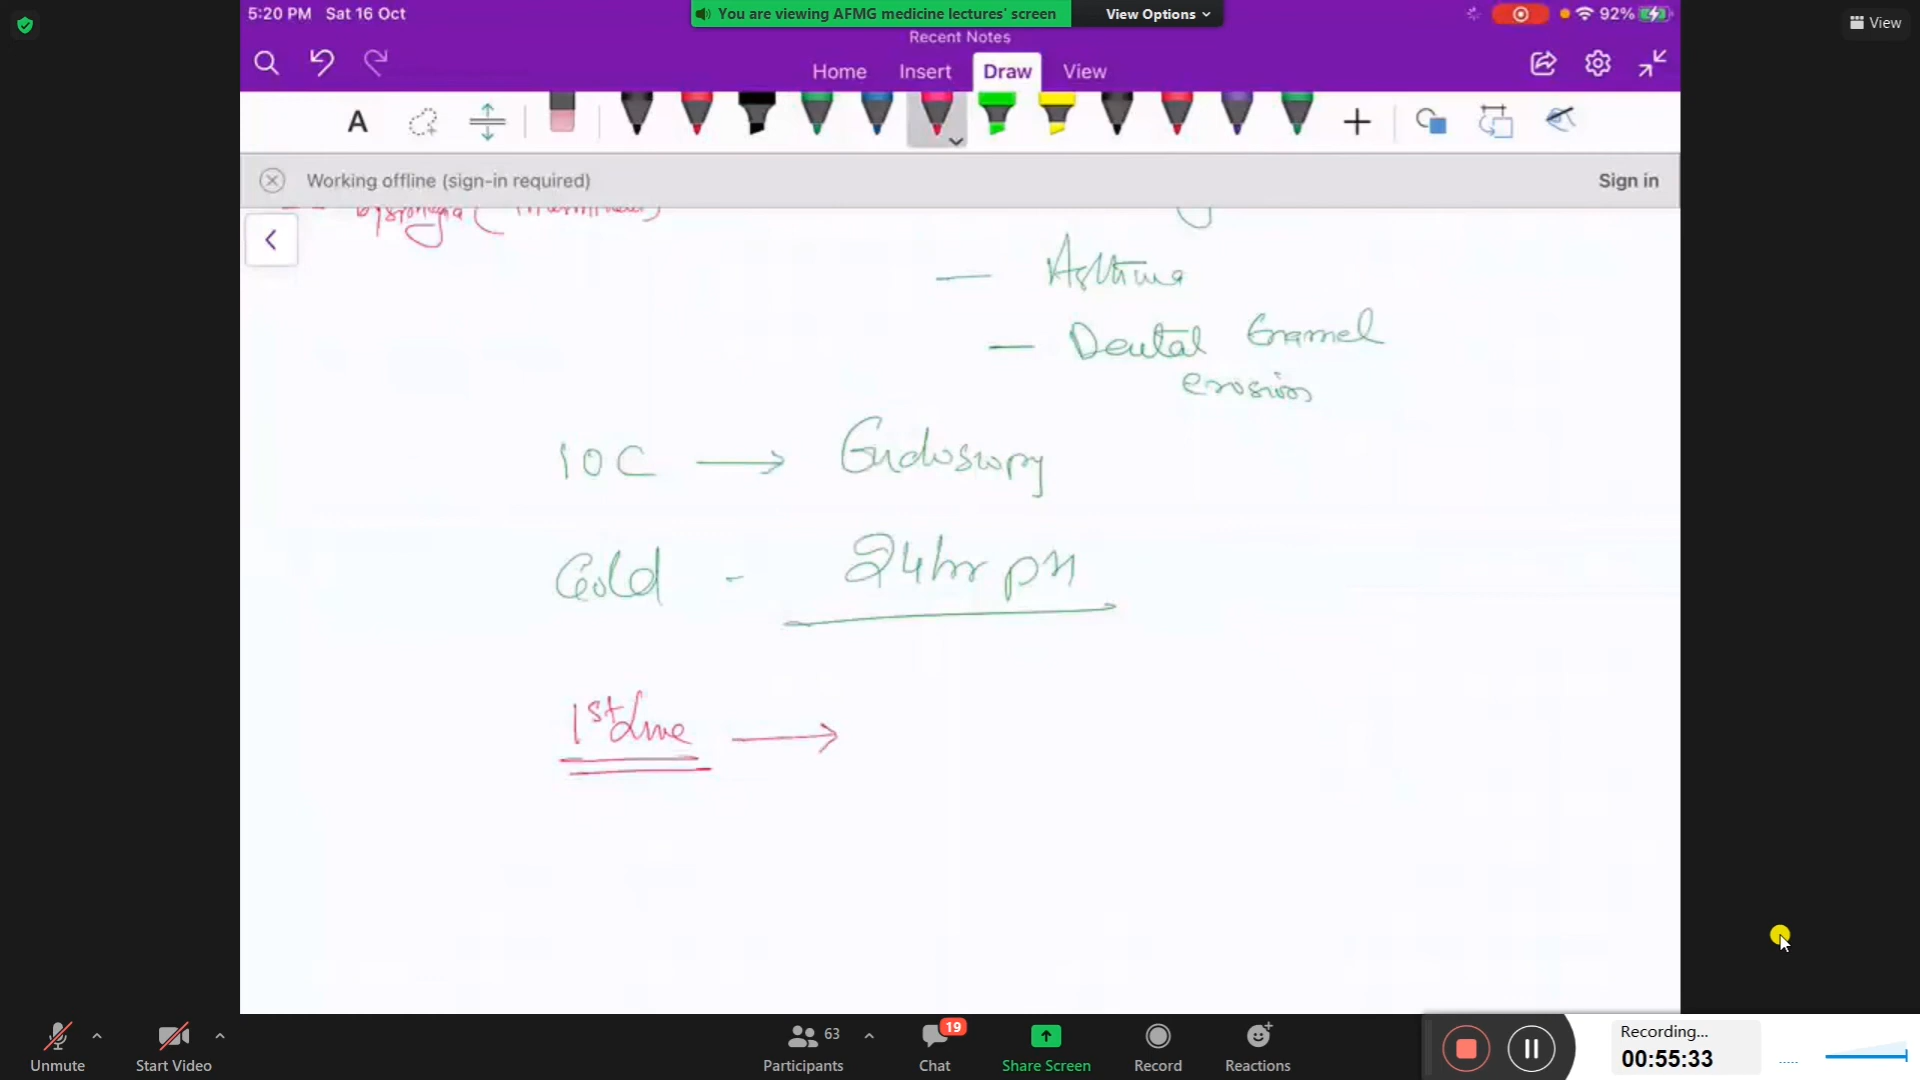 5:20 PM Sat 16 Oct
You are viewing AFMG medicine lectures' screen
View Options
92%
View
Recent Notes
Home Insert Draw View
A
Working offline (sign-in required)
Sign in
Dysphagia (
— Asthma
— Dental Enamel
erosion
IOC → Endoscopy
Gold - 24hr pH
1st Line →
Unmute
Start Video
63
Participants
19
Chat
Share Screen
Record
Reactions
Recording...
00:55:33